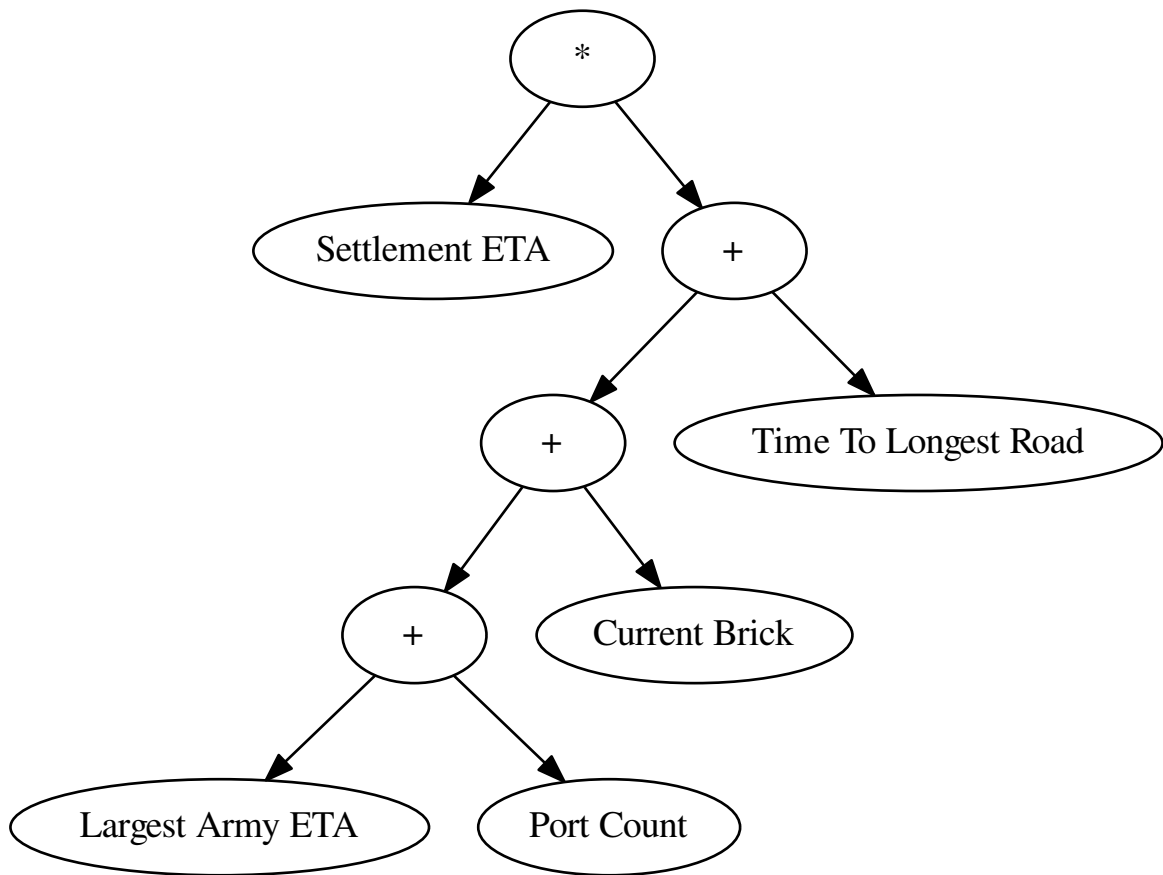 *
Settlement ETA
+
+
Time To Longest Road
+
Current Brick
Largest Army ETA
Port Count